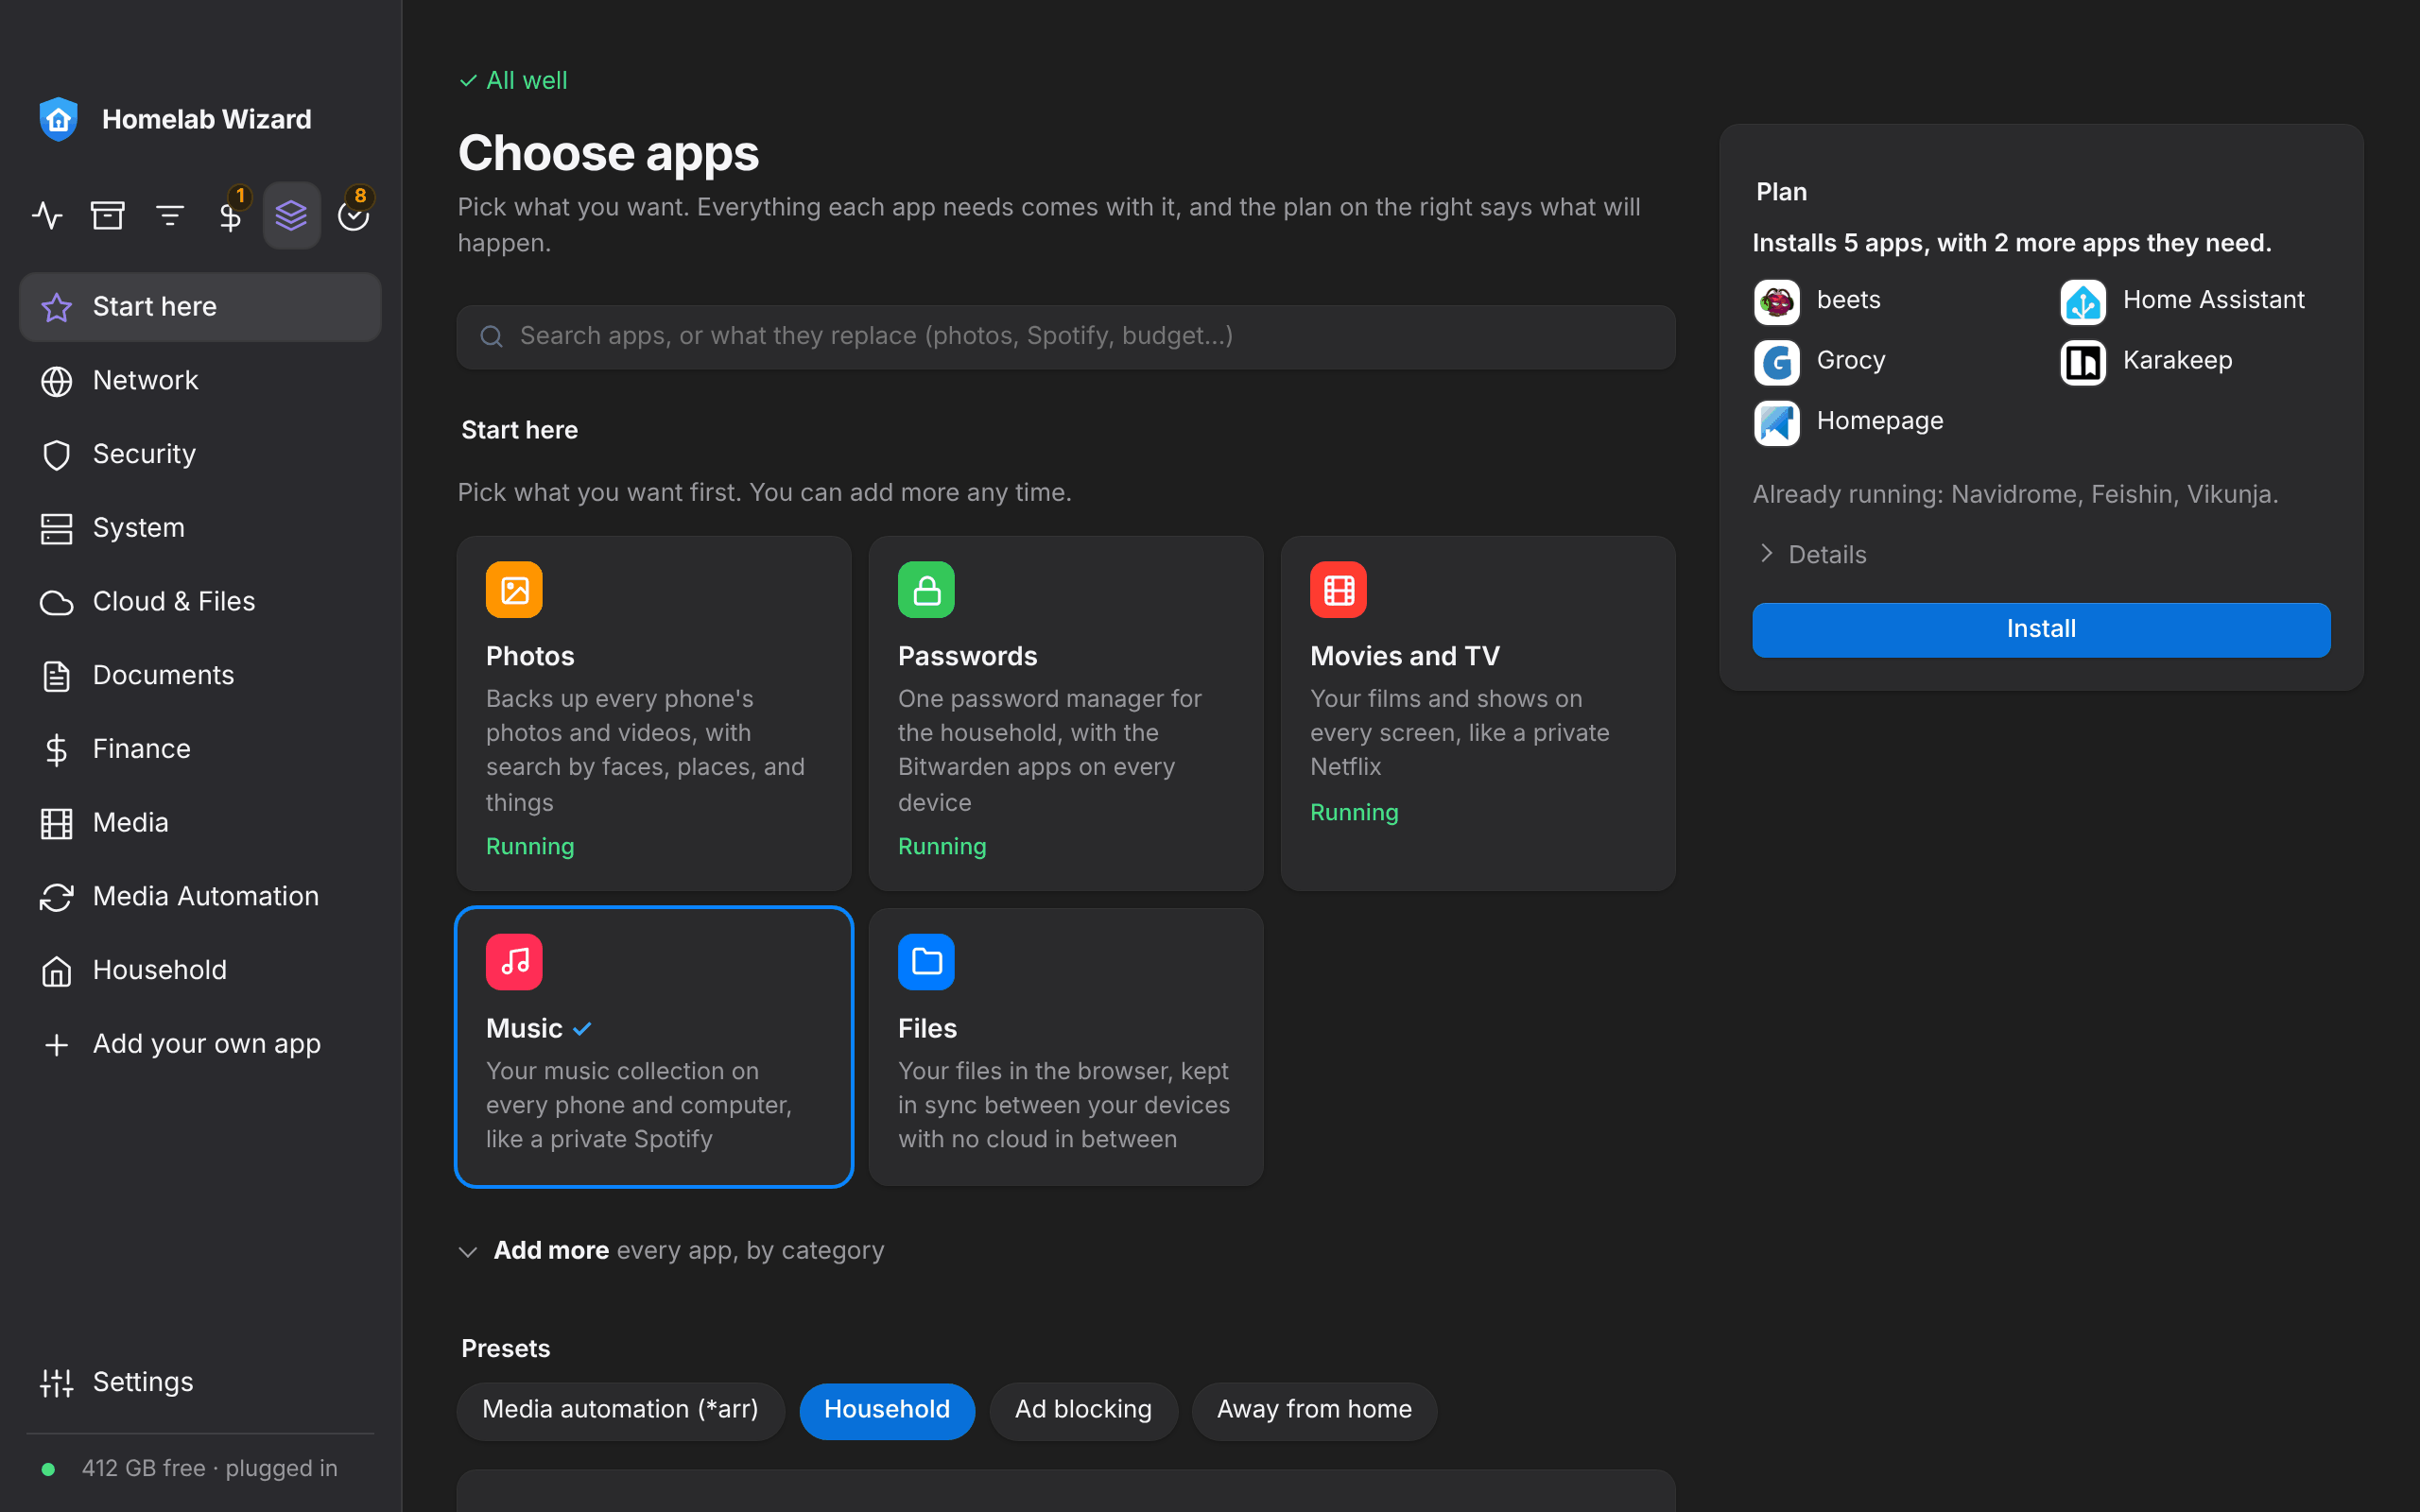 Homelab Wizard
1
8
Start here
Network
Security
System
Cloud & Files
Documents
Finance
Media
Media Automation
Household
Add your own app
Settings
412 GB free · plugged in
All well
Choose apps
Pick what you want. Everything each app needs comes with it, and the plan on the right says what will
happen.
Search apps, or what they replace (photos, Spotify, budget...)
Start here
Pick what you want first. You can add more any time.
Photos
Backs up every phone's
photos and videos, with
search by faces, places, and
things
Running
Passwords
One password manager for
the household, with the
Bitwarden apps on every
device
Running
Movies and TV
Your films and shows on
every screen, like a private
Netflix
Running
Music
Your music collection on
every phone and computer,
like a private Spotify
Files
Your files in the browser, kept
in sync between your devices
with no cloud in between
Add more every app, by category
Presets
Media automation (*arr)
Household
Ad blocking
Away from home
Plan
Installs 5 apps, with 2 more apps they need.
beets
Home Assistant
Grocy
Karakeep
Homepage
Already running: Navidrome, Feishin, Vikunja.
Details
Install